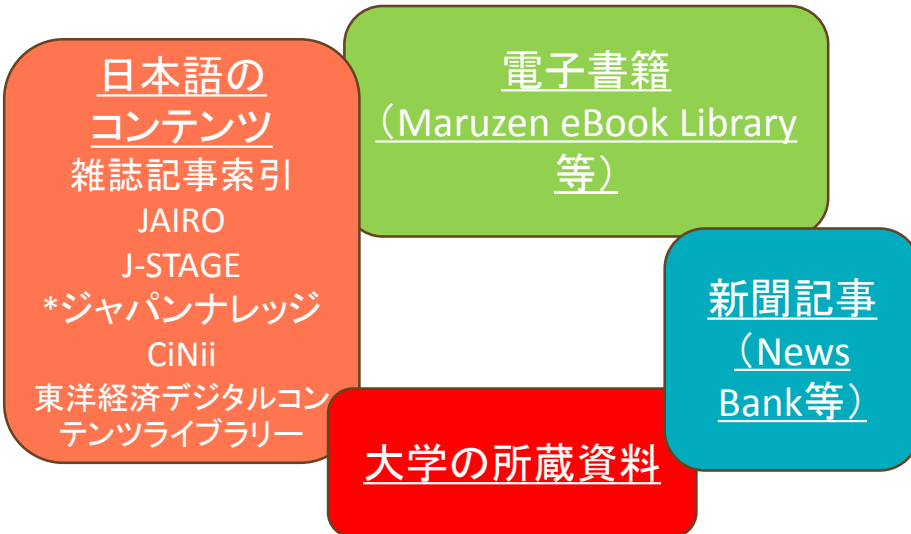 日本語の
コンテンツ
雑誌記事索引
JAIRO
J-STAGE
*ジャパンナレッジ
CiNii
東洋経済デジタルコン
テンツライブラリー
電子書籍
（Maruzen eBook Library
等）
新聞記事
（News
Bank等）
大学の所蔵資料